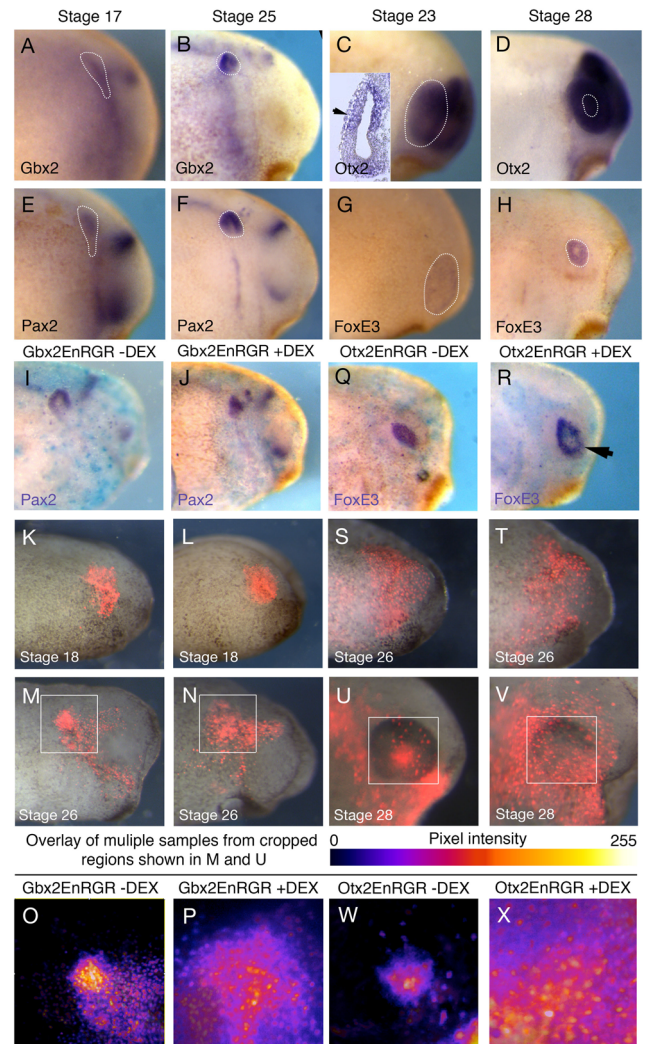 Stage 17 Stage 25 Stage 23 Stage 28
A B C D
Gbx2 Gbx2 Otx2 Otx2
E F G H
Pax2 Pax2 FoxE3 FoxE3
Gbx2EnRGR -DEX Gbx2EnRGR +DEX Otx2EnRGR -DEX Otx2EnRGR +DEX
I J Q R
Pax2 Pax2 FoxE3 FoxE3
K L S T
Stage 18 Stage 18 Stage 26 Stage 26
M N U V
Stage 26 Stage 26 Stage 28 Stage 28
Overlay of muliple samples from cropped
regions shown in M and U
0 Pixel intensity 255
Gbx2EnRGR -DEX Gbx2EnRGR +DEX Otx2EnRGR -DEX Otx2EnRGR +DEX
O P W X